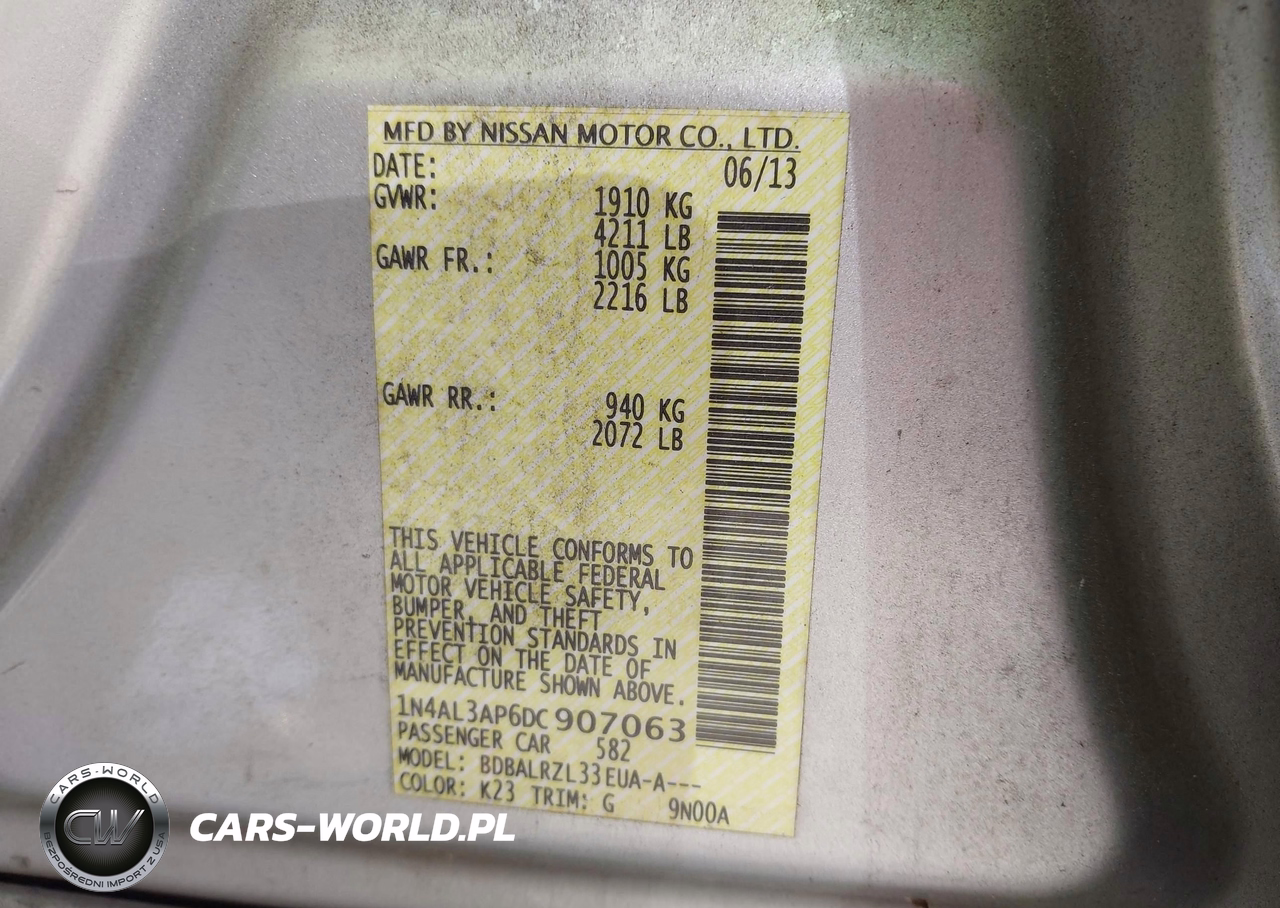 MFD BY NISSAN MOTOR CO., LTD.
DATE: 06/13
GVWR: 1910 KG
4211 LB
GAWR FR.: 1005 KG
2216 LB
GAWR RR.: 940 KG
2072 LB
THIS VEHICLE CONFORMS TO
ALL APPLICABLE FEDERAL
MOTOR VEHICLE SAFETY,
BUMPER, AND THEFT
PREVENTION STANDARDS IN
EFFECT ON THE DATE OF
MANUFACTURE SHOWN ABOVE.
1N4AL3AP6DC907063
PASSENGER CAR 582
MODEL: BDBALRZL33EUA-A---
COLOR: K23 TRIM: G 9N00A
CARS-WORLD
CW
BEZPOŚREDNI IMPORT Z USA
CARS-WORLD.PL